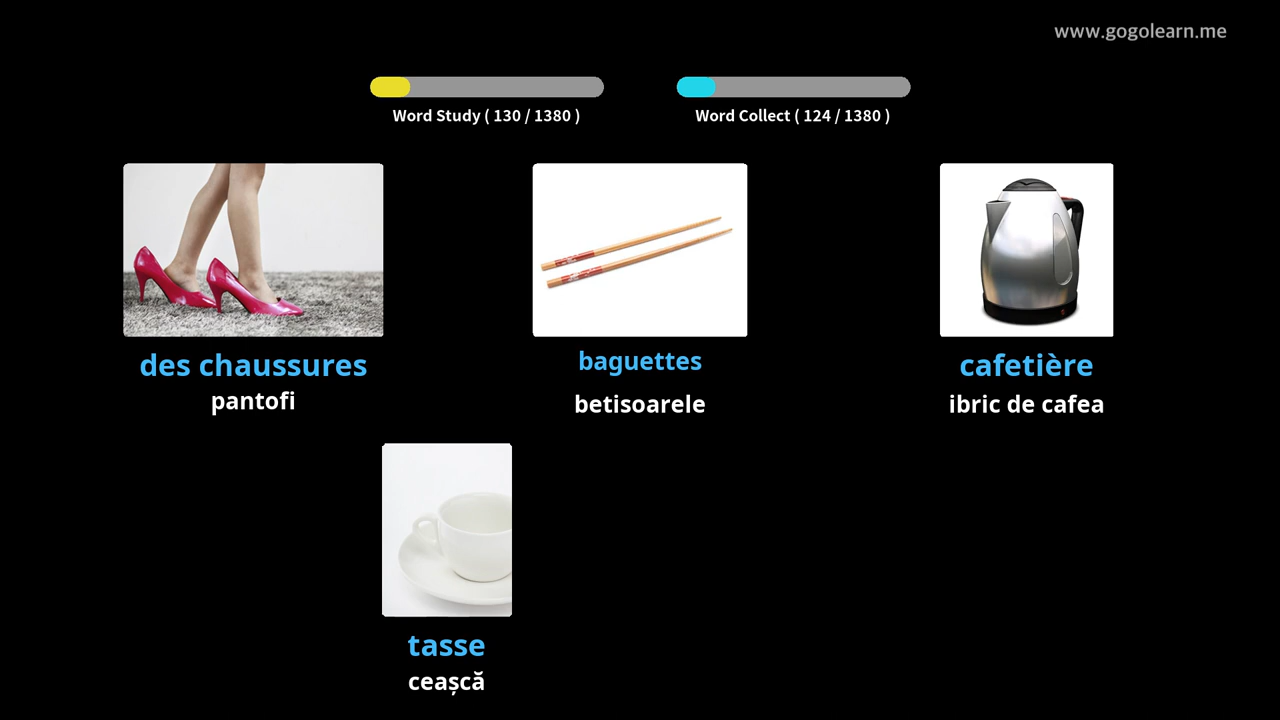 www.gogolearn.me
Word Study ( 130 / 1380 )
Word Collect ( 124 / 1380 )
des chaussures
pantofi
baguettes
betisoarele
cafetière
ibric de cafea
tasse
ceașcă